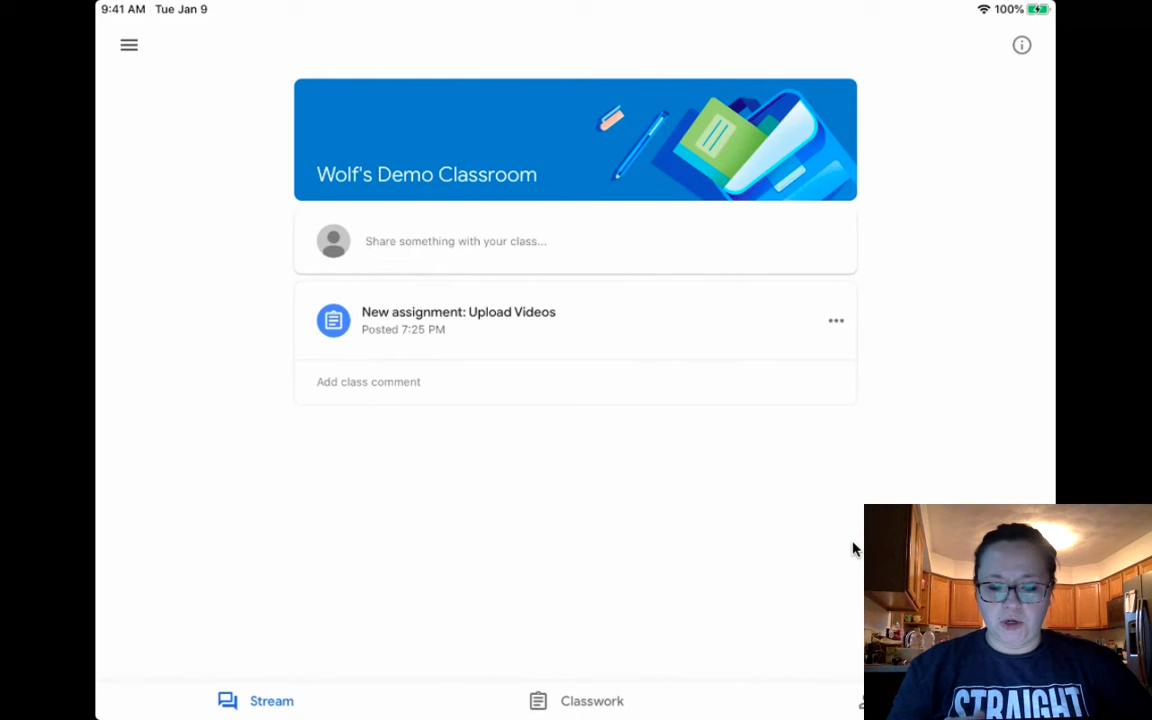 9:41 AM Tue Jan 9
100%
Wolf's Demo Classroom
Share something with your class...
New assignment: Upload Videos
Posted 7:25 PM
Add class comment
Stream
Classwork
STRAIGHT